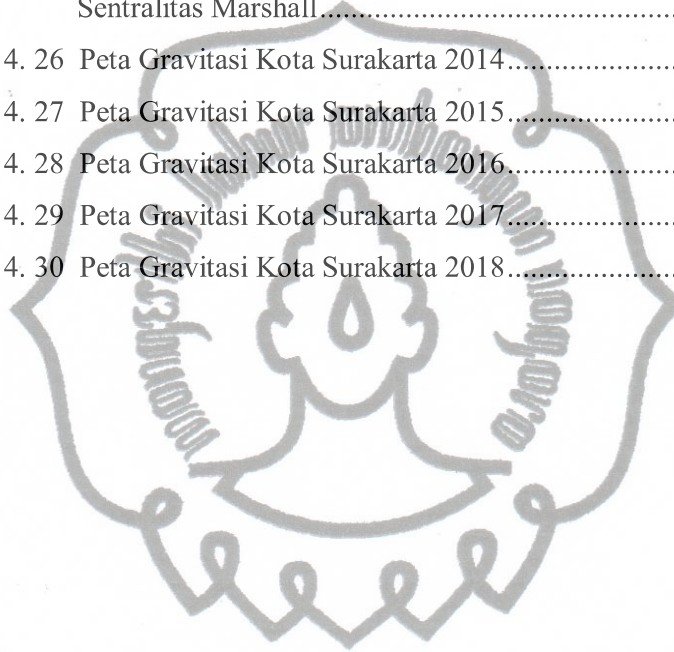 Sentralitas Marshall..............................................
4. 26 Peta Gravitasi Kota Surakarta 2014......................
4. 27 Peta Gravitasi Kota Surakarta 2015......................
4. 28 Peta Gravitasi Kota Surakarta 2016......................
4. 29 Peta Gravitasi Kota Surakarta 2017......................
4. 30 Peta Gravitasi Kota Surakarta 2018......................